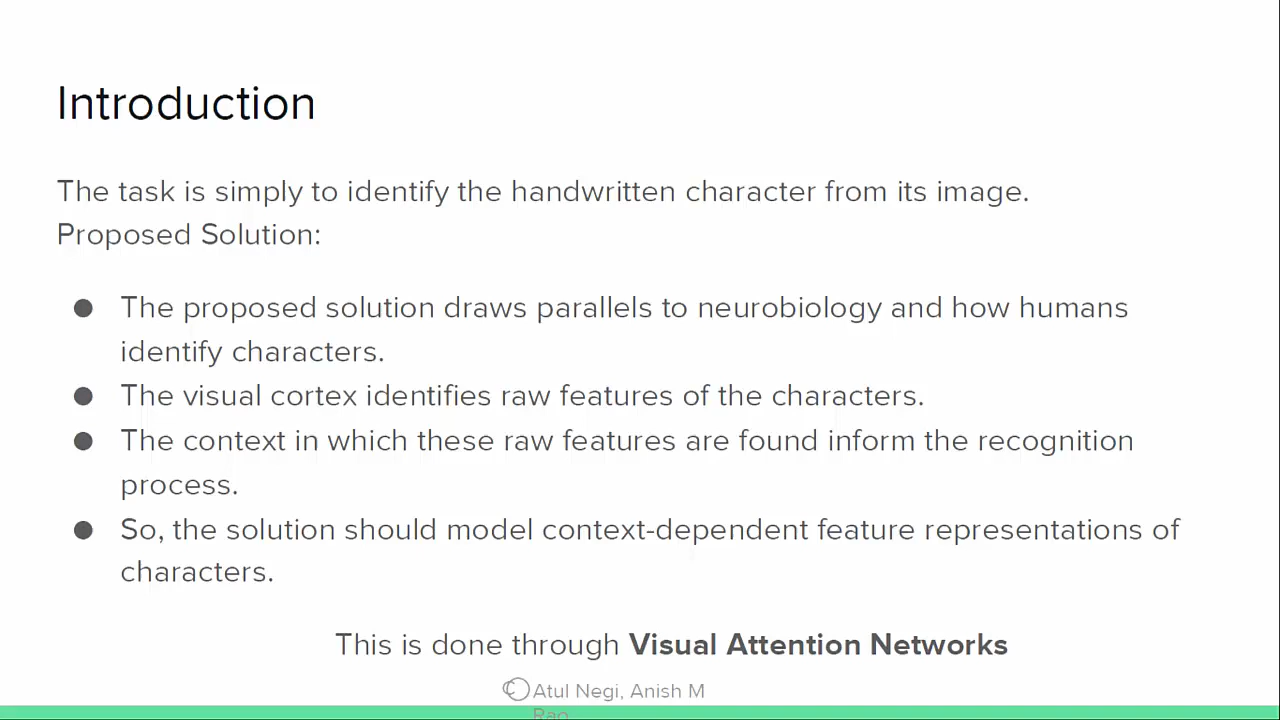 Introduction
The task is simply to identify the handwritten character from its image.
Proposed Solution:
● The proposed solution draws parallels to neurobiology and how humans
identify characters.
● The visual cortex identifies raw features of the characters.
● The context in which these raw features are found inform the recognition
process.
● So, the solution should model context-dependent feature representations of
characters.
This is done through Visual Attention Networks
© Atul Negi, Anish M
Rao